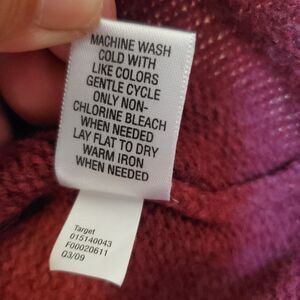 MACHINE WASH
COLD WITH
LIKE COLORS
GENTLE CYCLE
ONLY NON-
CHLORINE BLEACH
WHEN NEEDED
LAY FLAT TO DRY
WARM IRON
WHEN NEEDED
Target
015140043
F00020611
Q3/09